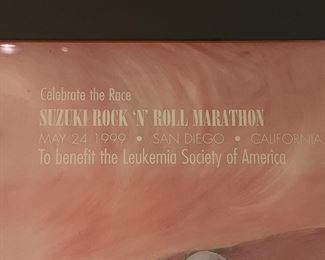 Celebrate the Race
SUZUKI ROCK 'N' ROLL MARATHON
MAY 24 1999 • SAN DIEGO • CALIFORNIA
To benefit the Leukemia Society of America